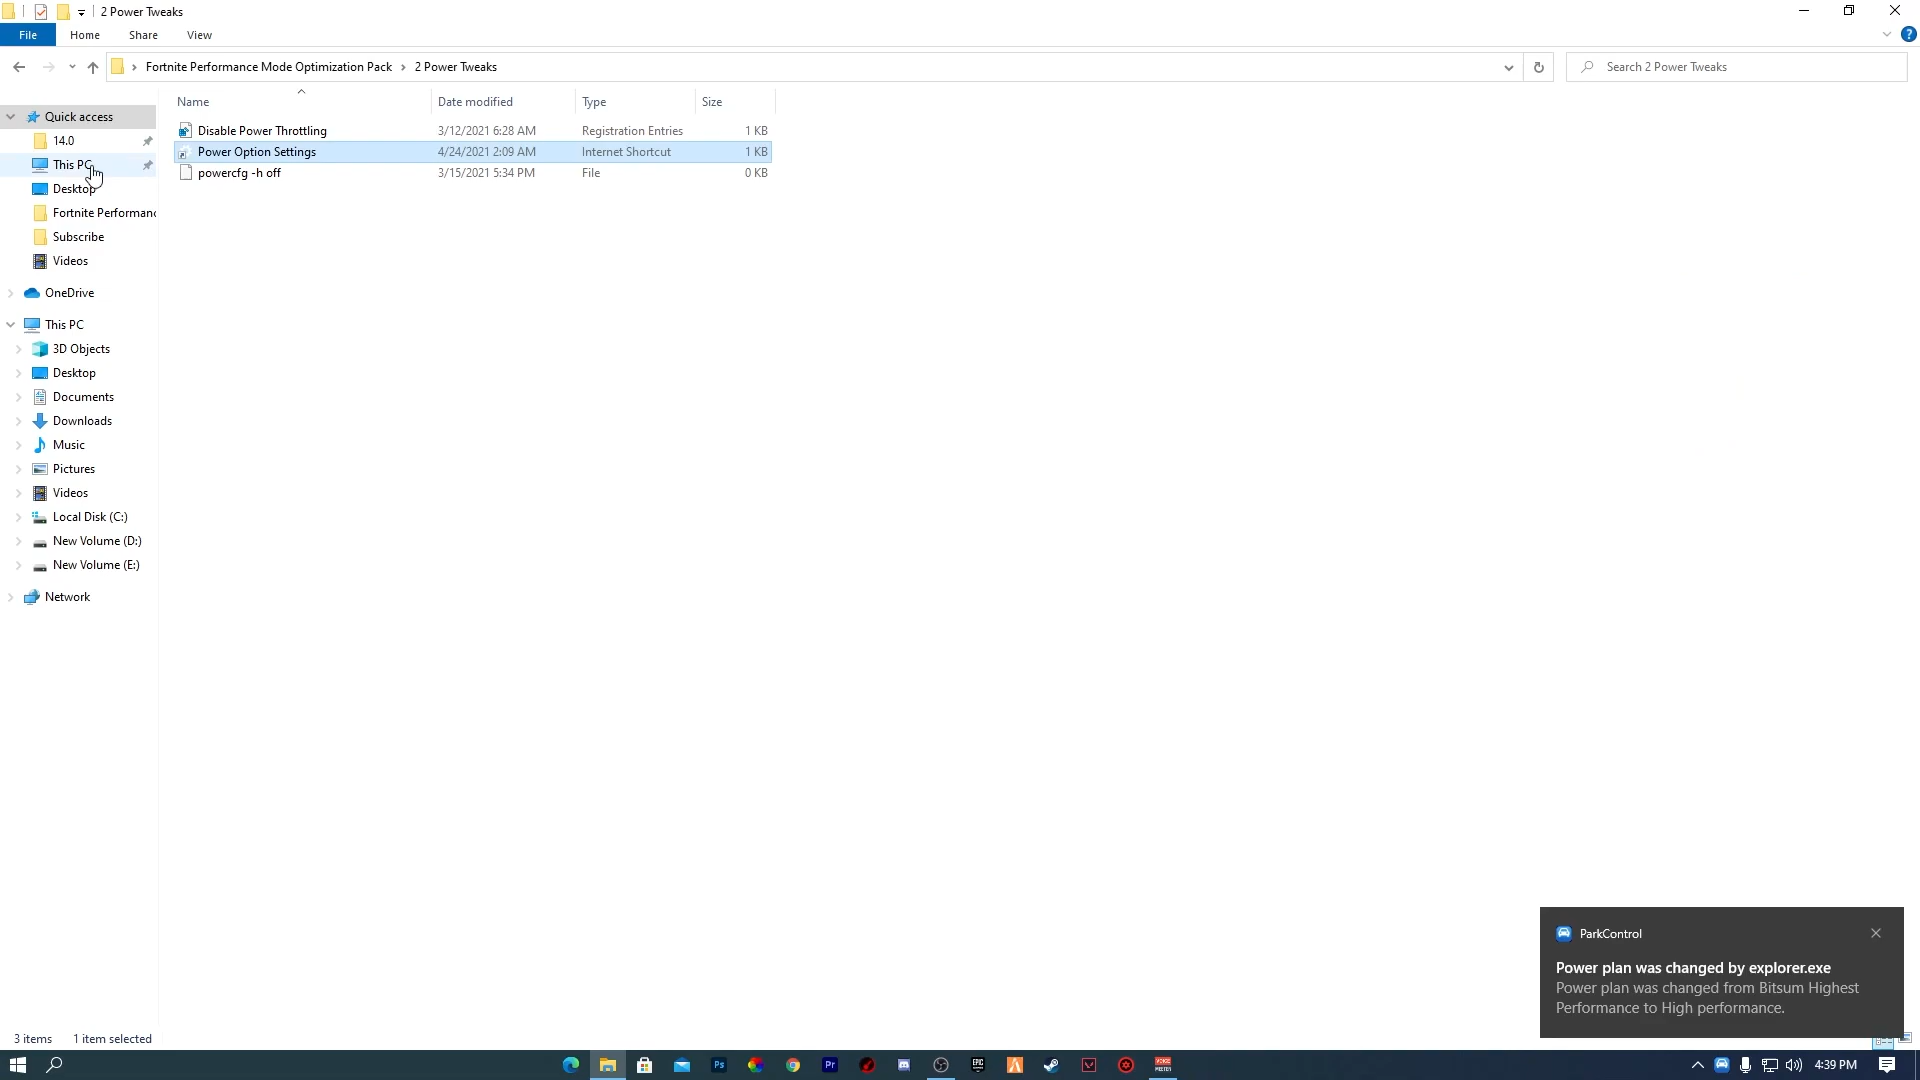 2 Power Tweaks
File
Home
Share
View
Fortnite Performance Mode Optimization Pack
2 Power Tweaks
Search 2 Power Tweaks
Name
Date modified
Type
Size
Disable Power Throttling
3/12/2021 6:28 AM
Registration Entries
1 KB
Power Option Settings
4/24/2021 2:09 AM
Internet Shortcut
1 KB
powercfg -h off
3/15/2021 5:34 PM
File
0 KB
Quick access
14.0
This PC
Desktop
Fortnite Performanc
Subscribe
Videos
OneDrive
This PC
3D Objects
Desktop
Documents
Downloads
Music
Pictures
Videos
Local Disk (C:)
New Volume (D:)
New Volume (E:)
Network
ParkControl
Power plan was changed by explorer.exe
Power plan was changed from Bitsum Highest
Performance to High performance.
3 items
1 item selected
Ps
Pr
EPIC
4:39 PM